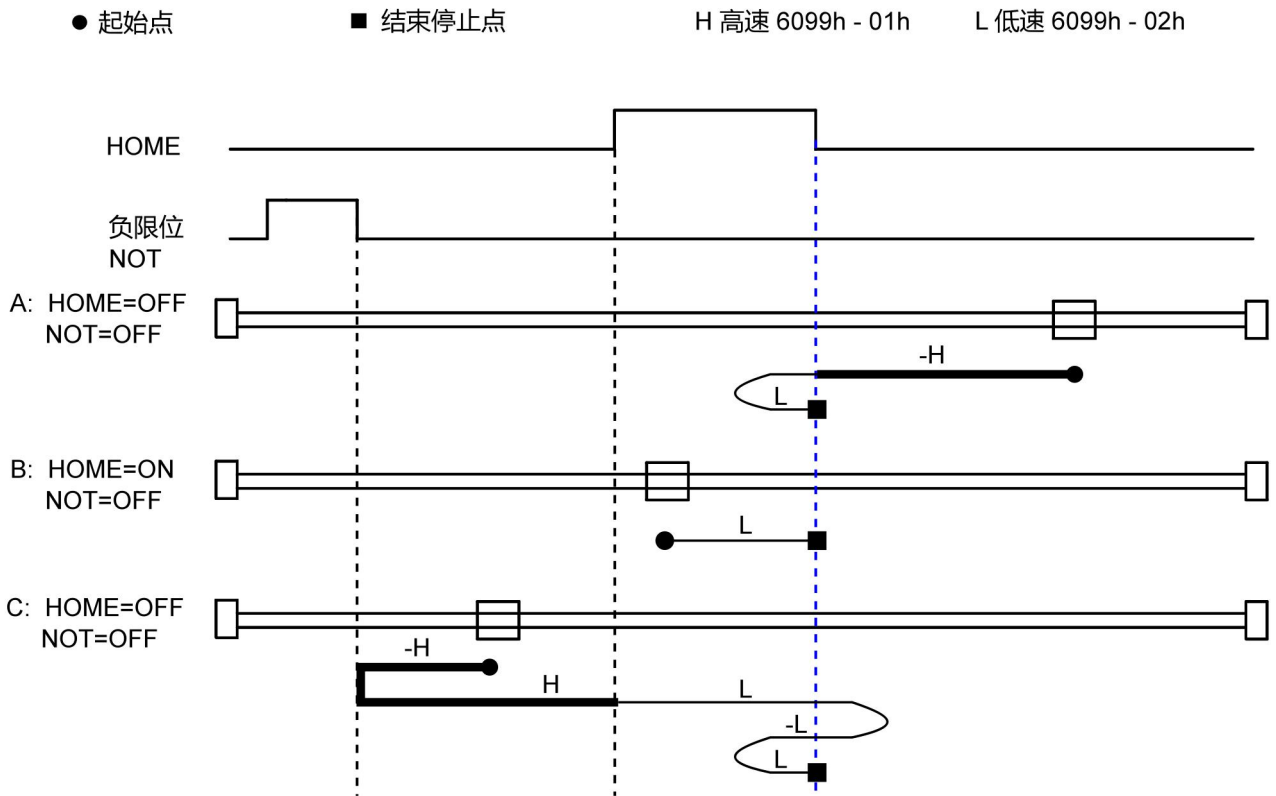 ● 起始点 ■ 结束停止点 H 高速 6099h - 01h L 低速 6099h - 02h
HOME
负限位
NOT
A: HOME=OFF
NOT=OFF
-H
L
B: HOME=ON
NOT=OFF
L
C: HOME=OFF
NOT=OFF
-H
H L
-L
L